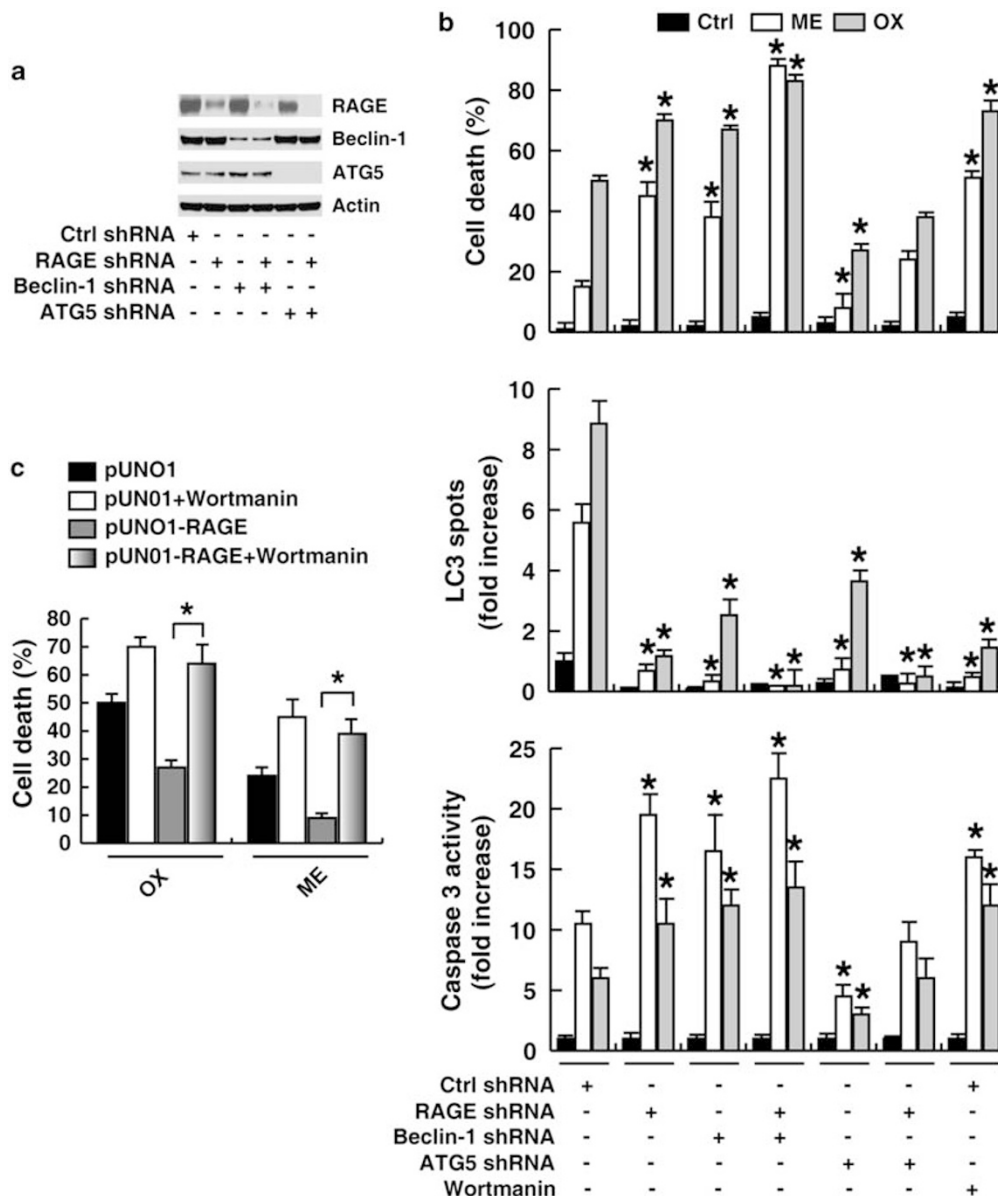 a
RAGE
Beclin-1
ATG5
Actin
Ctrl shRNA + - - - - -
RAGE shRNA - + - + - +
Beclin-1 shRNA - - + + - -
ATG5 shRNA - - - - + +
b
Ctrl ME OX
Cell death (%)
100
80
60
40
20
0
* * * * * * * * * *
LC3 spots
(fold increase)
10
8
6
4
2
0
* * * * * * * * * * * *
Caspase 3 activity
(fold increase)
25
20
15
10
5
0
* * * * * * * * * *
Ctrl shRNA + - - - - - +
RAGE shRNA - + - + - + -
Beclin-1 shRNA - - + + - - -
ATG5 shRNA - - - - + + -
Wortmanin - - - - - - +
c
pUNO1
pUN01+Wortmanin
pUNO1-RAGE
pUN01-RAGE+Wortmanin
Cell death (%)
80
70
60
50
40
30
20
10
0
* *
OX ME